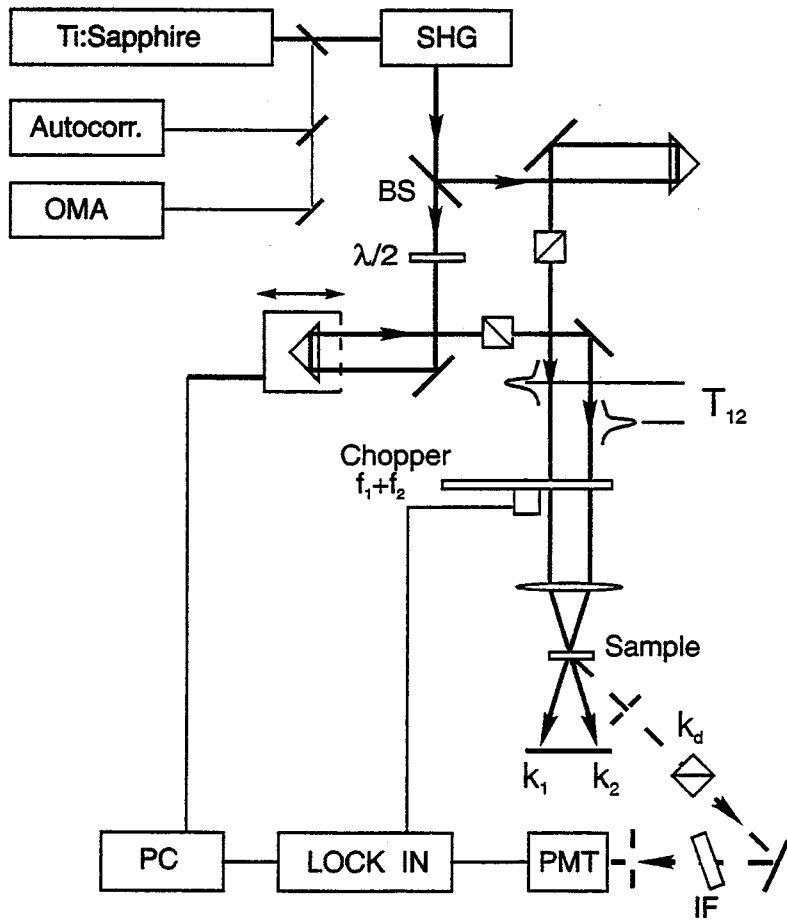 Ti:Sapphire
SHG
Autocorr.
OMA
BS
λ/2
T₁₂
Chopper
f₁+f₂
Sample
k₁
k₂
k_d
PC
LOCK IN
PMT
IF